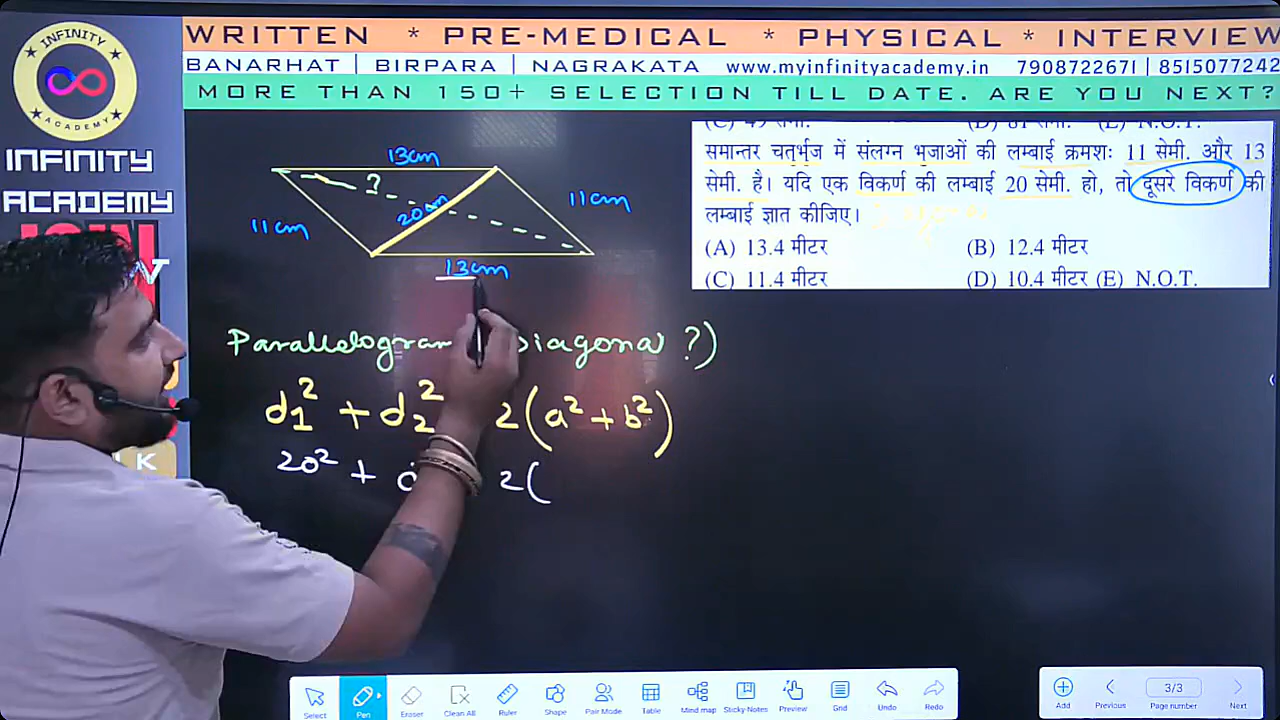 INFINITY
ACADEMY
WRITTEN * PRE-MEDICAL * PHYSICAL * INTERVIEW
BANARHAT | BIRPARA | NAGRAKATA www.myinfinityacademy.in 7908722671 | 8515077242
MORE THAN 150+ SELECTION TILL DATE. ARE YOU NEXT?
INFINITY
ACADEMY
समान्तर चतुर्भुज में संलग्न भुजाओं की लम्बाई क्रमशः 11 सेमी. और 13
सेमी. है। यदि एक विकर्ण की लम्बाई 20 सेमी. हो, तो दूसरे विकर्ण की
लम्बाई ज्ञात कीजिए।
(A) 13.4 मीटर (B) 12.4 मीटर
(C) 11.4 मीटर (D) 10.4 मीटर (E) N.O.T.
13cm
?
20cm
11cm
11cm
13cm
Parallelogram Diagonal ?)
d1² + d2² 2(a² + b²)
20² + 2(
Select Pen Eraser Clean All Ruler Shape Pair Mode Table Mind map Sticky-Notes Preview Grid Undo Redo
3/3
Add Previous Page number Next